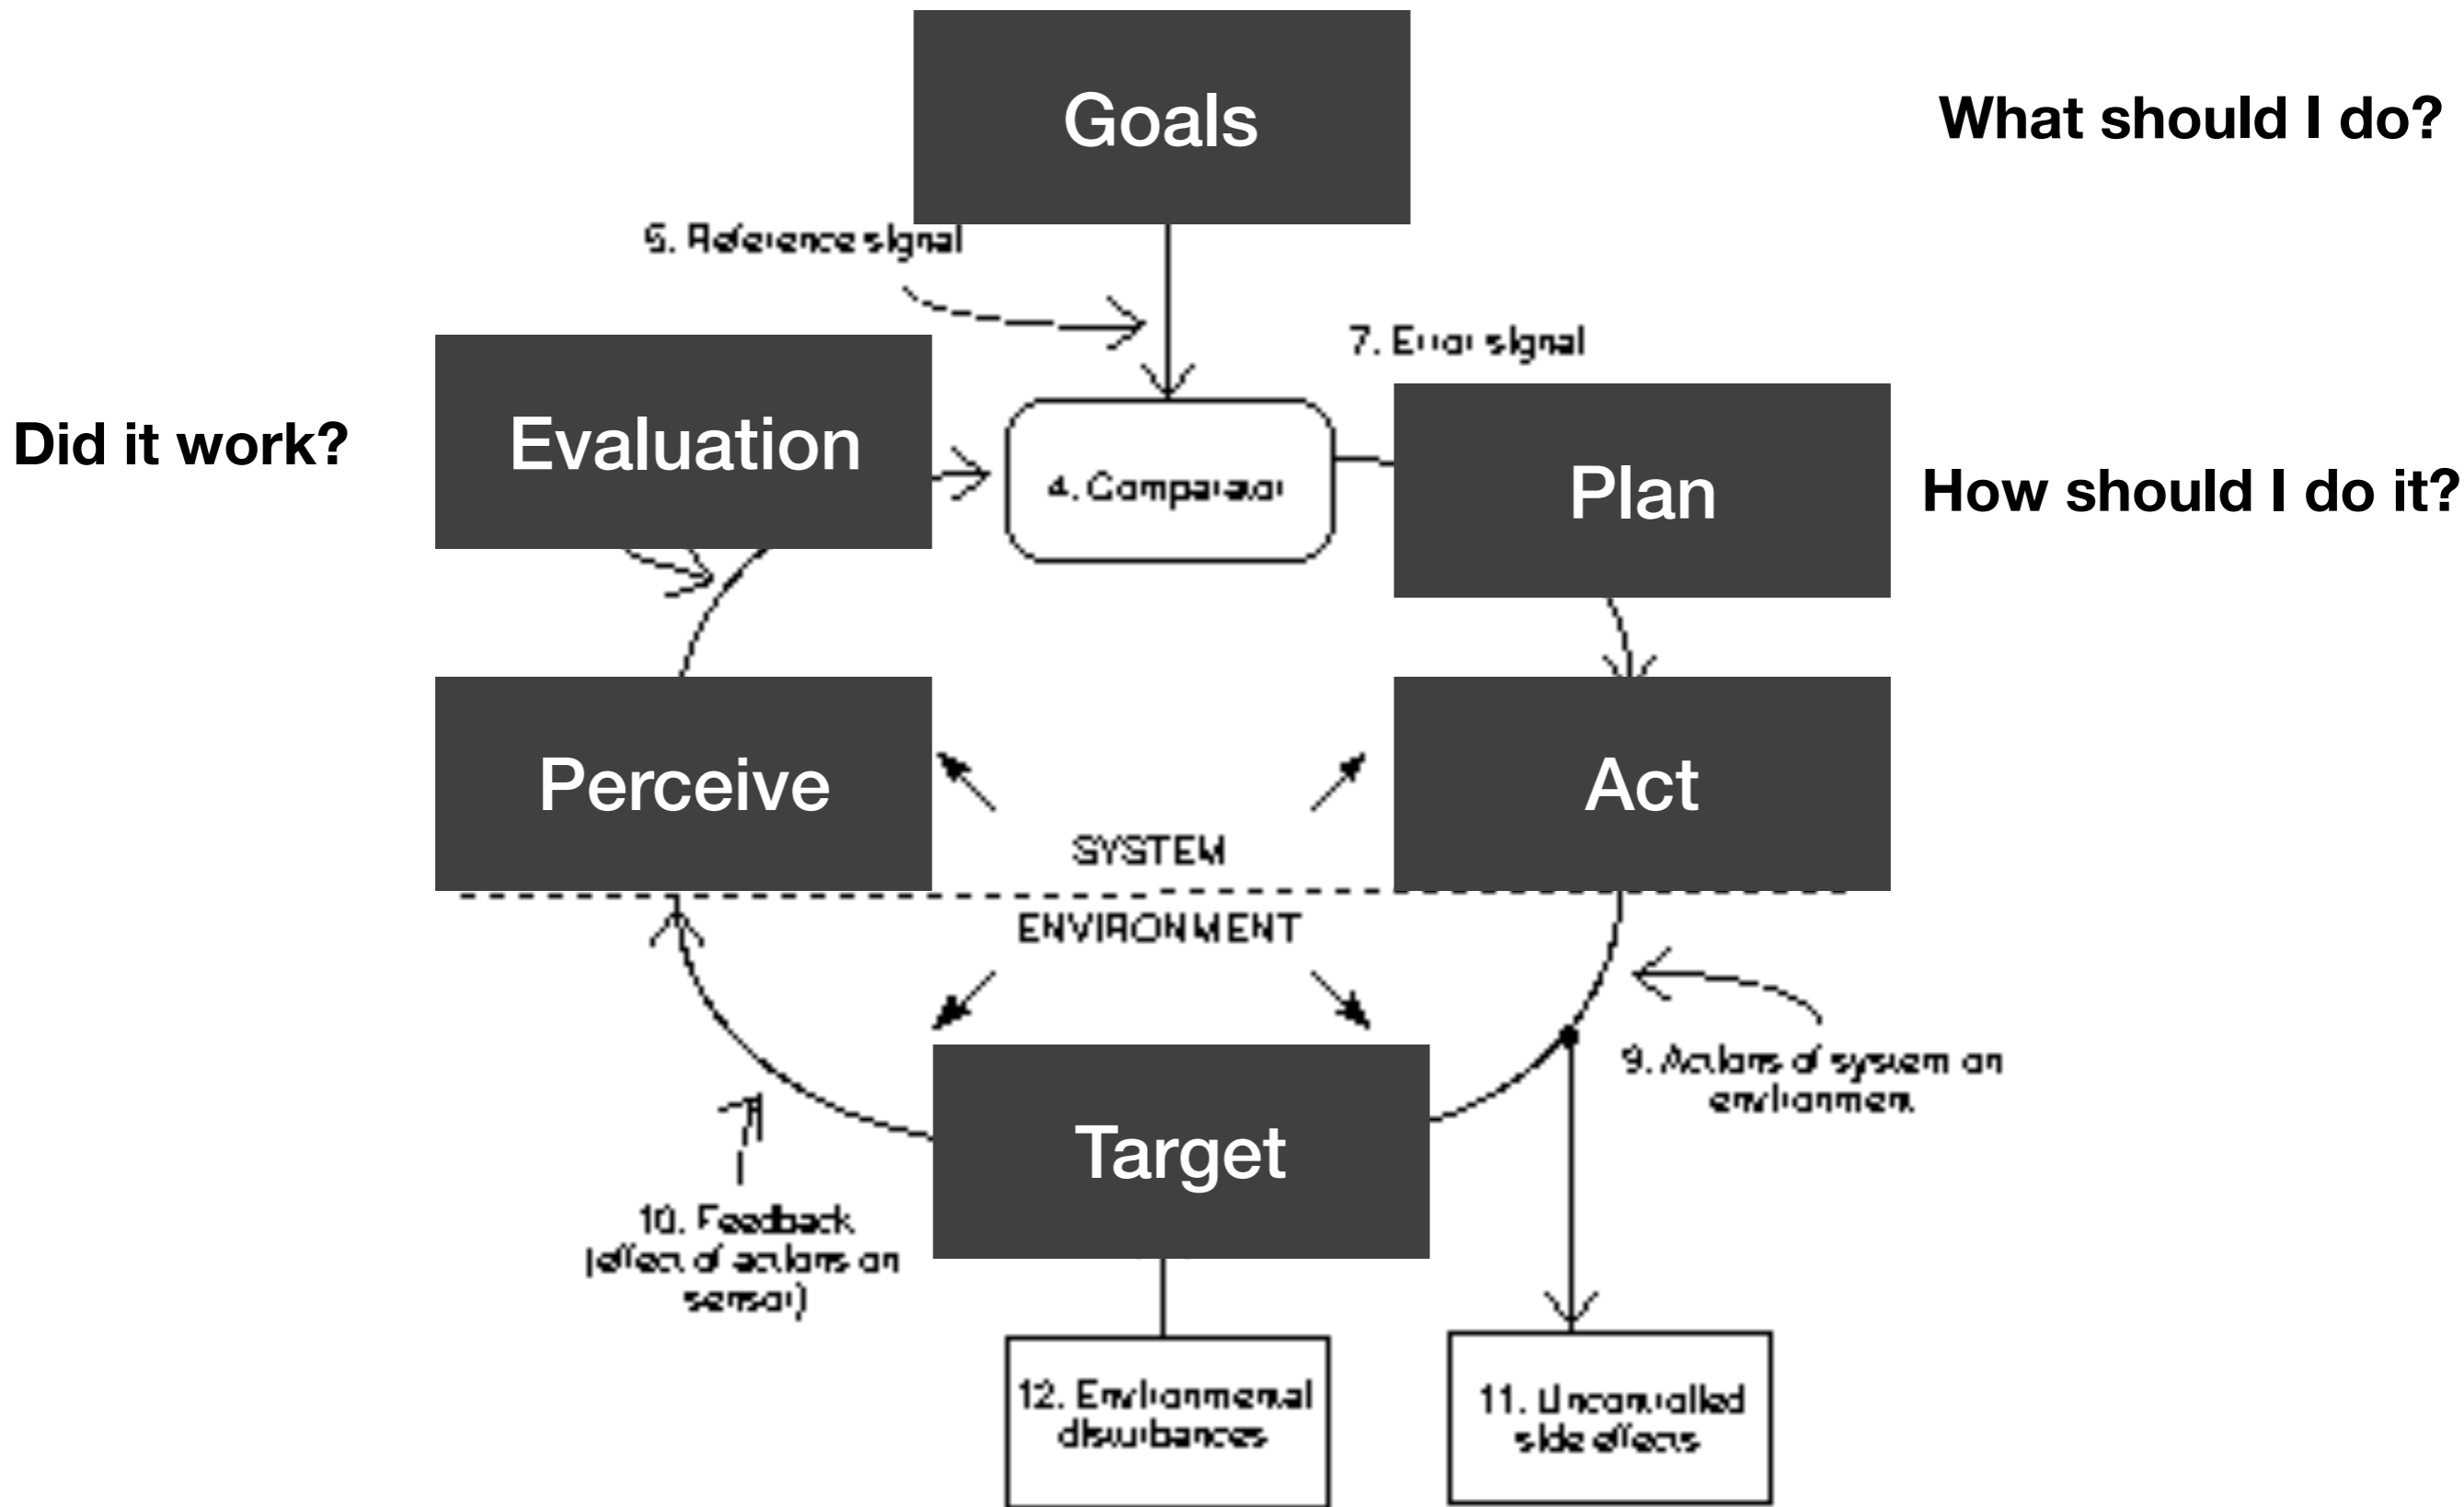 Goals
What should I do?
5. Reference signal
7. Error signal
Evaluation
Did it work?
4. Comparator
Plan
How should I do it?
Perceive
Act
SYSTEM
ENVIRONMENT
9. Actions of system on
environment
Target
10. Feedback
(effect of actions on
sensor)
12. Environmental
disturbances
11. Uncontrolled
side effects